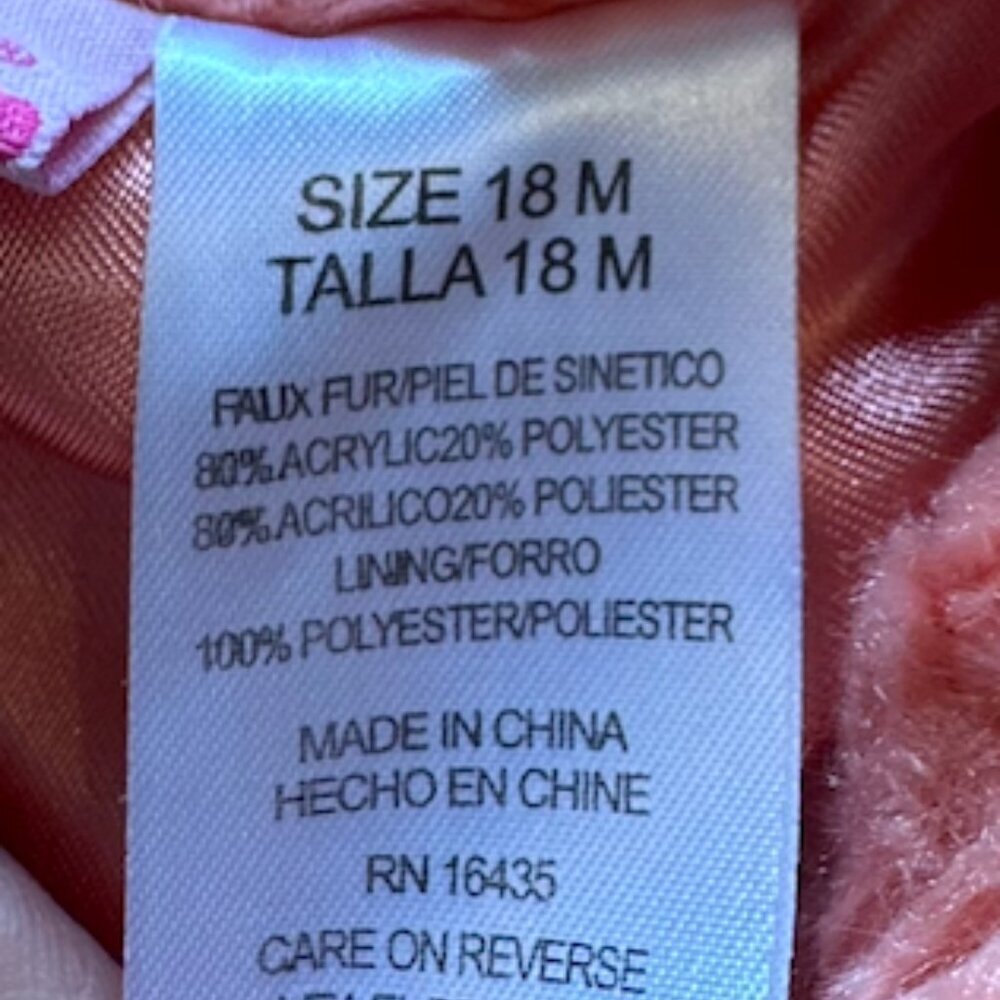 SIZE 18 M
TALLA 18 M
FAUX FUR/PIEL DE SINETICO
80%ACRYLIC20% POLYESTER
80%ACRILICO20% POLIESTER
LINING/FORRO
100% POLYESTER/POLIESTER
MADE IN CHINA
HECHO EN CHINE
RN 16435
CARE ON REVERSE